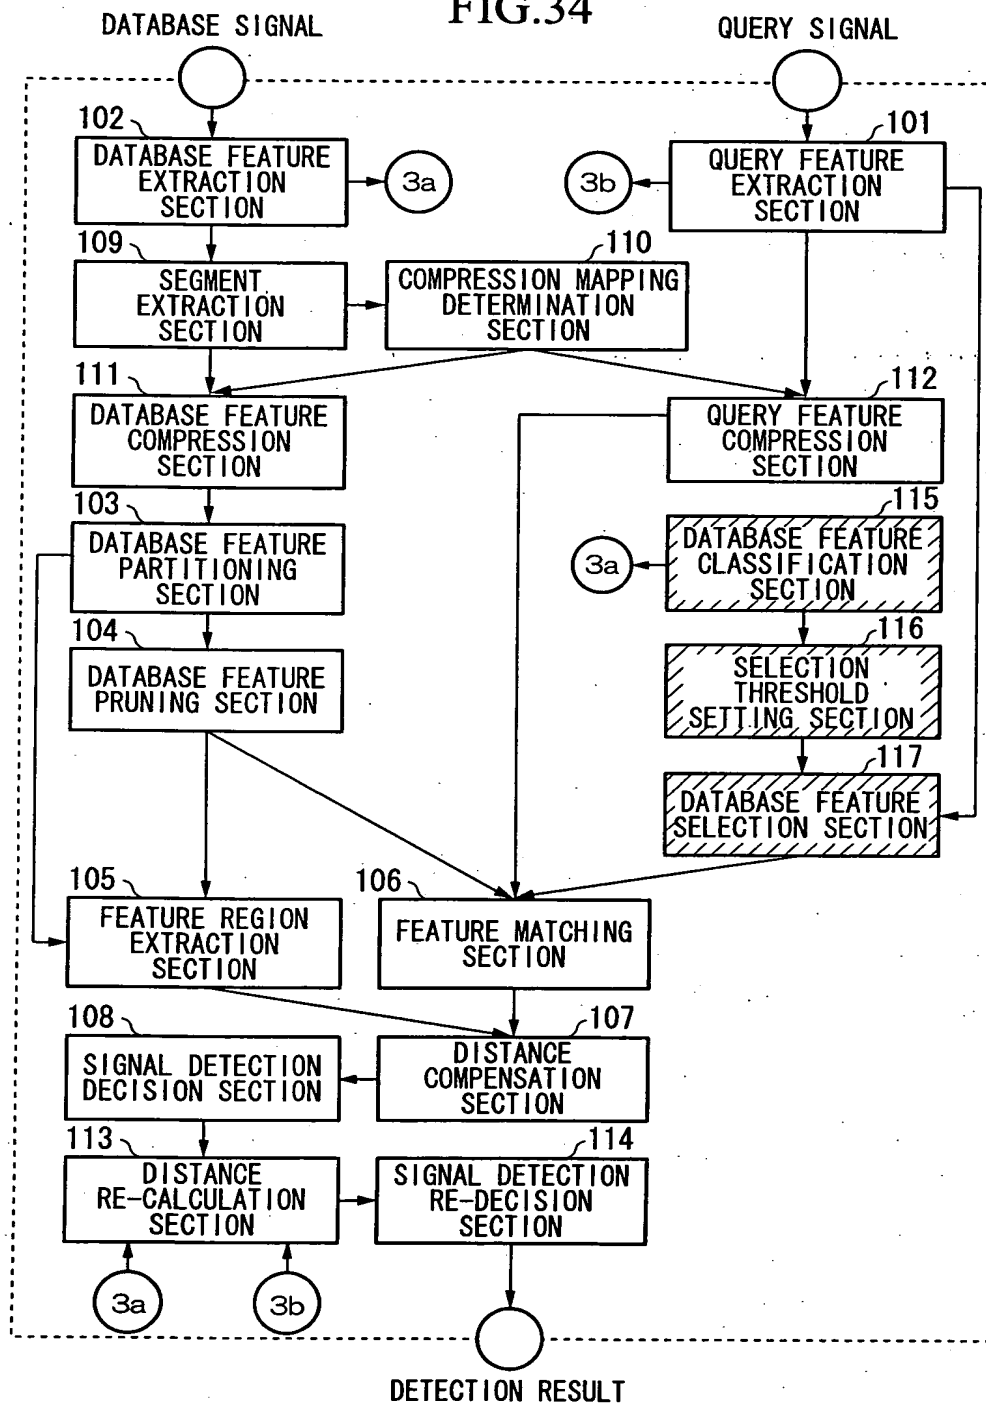 FIG.34
DATABASE SIGNAL
QUERY SIGNAL
102
DATABASE FEATURE
EXTRACTION
SECTION
3a
3b
101
QUERY FEATURE
EXTRACTION
SECTION
109
SEGMENT
EXTRACTION
SECTION
110
COMPRESSION MAPPING
DETERMINATION
SECTION
111
DATABASE FEATURE
COMPRESSION
SECTION
112
QUERY FEATURE
COMPRESSION
SECTION
103
DATABASE FEATURE
PARTITIONING
SECTION
3a
115
DATABASE FEATURE
CLASSIFICATION
SECTION
104
DATABASE FEATURE
PRUNING SECTION
116
SELECTION
THRESHOLD
SETTING SECTION
117
DATABASE FEATURE
SELECTION SECTION
105
FEATURE REGION
EXTRACTION
SECTION
106
FEATURE MATCHING
SECTION
108
SIGNAL DETECTION
DECISION SECTION
107
DISTANCE
COMPENSATION
SECTION
113
DISTANCE
RE-CALCULATION
SECTION
114
SIGNAL DETECTION
RE-DECISION
SECTION
3a
3b
DETECTION RESULT